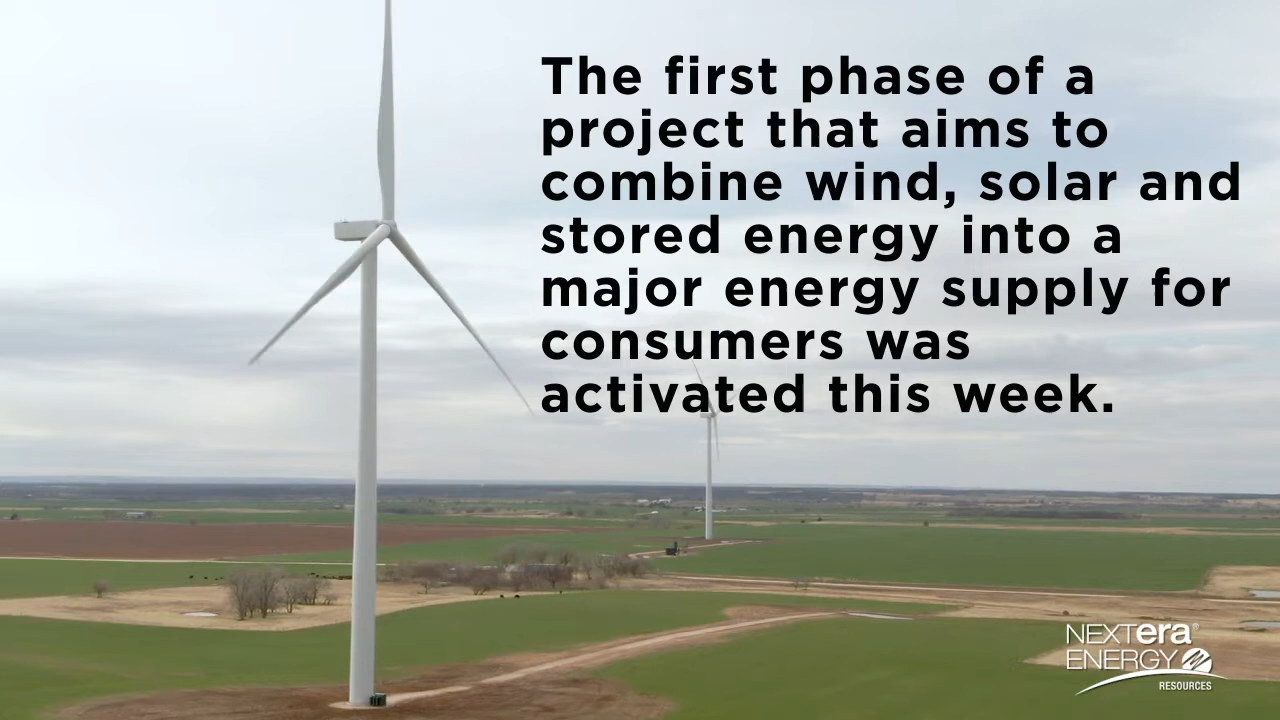 The first phase of a
project that aims to
combine wind, solar and
stored energy into a
major energy supply for
consumers was
activated this week.
NEXTera®
ENERGY
RESOURCES